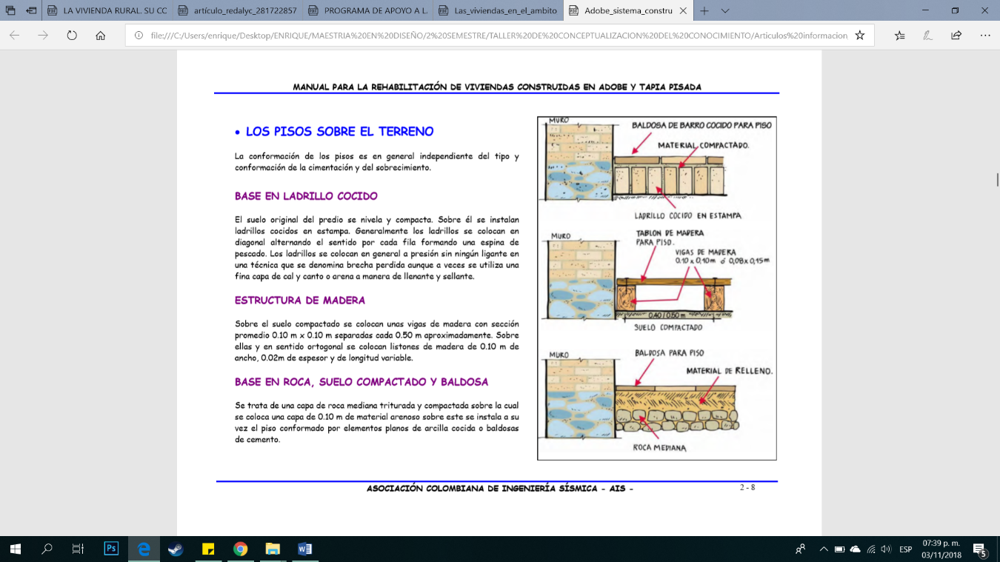 LA VIVIENDA RURAL. SU CC
artículo_redalyc_281722857
PROGRAMA DE APOYO A L
Las_viviendas_en_el_ambito
Adobe_sistema_constru
file:///C:/Users/enrique/Desktop/ENRIQUE/MAESTRIA%20EN%20DISEÑO/2%20SEMESTRE/TALLER%20DE%20CONCEPTUALIZACION%20DEL%20CONOCIMIENTO/Articulos%20informacion
MANUAL PARA LA REHABILITACIÓN DE VIVIENDAS CONSTRUIDAS EN ADOBE Y TAPIA PISADA
• LOS PISOS SOBRE EL TERRENO
La conformación de los pisos es en general independiente del tipo y
conformación de la cimentación y del sobrecimiento.
BASE EN LADRILLO COCIDO
El suelo original del predio se nivela y compacta. Sobre él se instalan
ladrillos cocidos en estampa. Generalmente los ladrillos se colocan en
diagonal alternando el sentido por cada fila formando una espina de
pescado. Los ladrillos se colocan en general a presión sin ningún ligante en
una técnica que se denomina brecha perdida aunque a veces se utiliza una
fina capa de cal y canto o arena a manera de llenante y sellante.
ESTRUCTURA DE MADERA
Sobre el suelo compactado se colocan unas vigas de madera con sección
promedio 0.10 m x 0.10 m separadas cada 0.50 m aproximadamente. Sobre
ellas y en sentido ortogonal se colocan listones de madera de 0.10 m de
ancho, 0.02m de espesor y de longitud variable.
BASE EN ROCA, SUELO COMPACTADO Y BALDOSA
Se trata de una capa de roca mediana triturada y compactada sobre la cual
se coloca una capa de 0.10 m de material arenoso sobre este se instala a su
vez el piso conformado por elementos planos de arcilla cocida o baldosas
de cemento.
MURO
BALDOSA DE BARRO COCIDO PARA PISO
MATERIAL COMPACTADO.
LADRILLO COCIDO EN ESTAMPA
MURO
TABLON DE MADERA
PARA PISO.
VIGAS DE MADERA
0.10 x 0,10m ó 0,08 x 0,15m
0,40 / 0.50 m
SUELO COMPACTADO
MURO
BALDOSA PARA PISO
MATERIAL DE RELLENO.
ROCA MEDIANA
ASOCIACIÓN COLOMBIANA DE INGENIERÍA SÍSMICA - AIS -
2 - 8
Ps
ESP
07:39 p. m.
03/11/2018
5